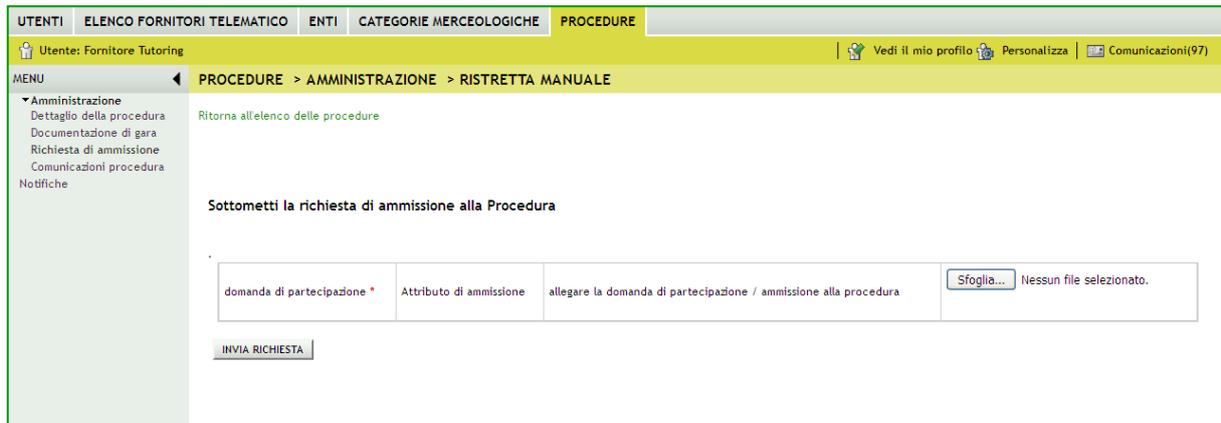 UTENTI ELENCO FORNITORI TELEMATICO ENTI CATEGORIE MERCEOLOGICHE PROCEDURE
Utente: Fornitore Tutoring Vedi il mio profilo Personalizza Comunicazioni(97)
MENU PROCEDURE > AMMINISTRAZIONE > RISTRETTA MANUALE
Amministrazione
Dettaglio della procedura
Documentazione di gara
Richiesta di ammissione
Comunicazioni procedura
Notifiche
Ritorna all'elenco delle procedure
Sottometti la richiesta di ammissione alla Procedura
.
domanda di partecipazione * Attributo di ammissione allegare la domanda di partecipazione / ammissione alla procedura Sfoglia... Nessun file selezionato.
INVIA RICHIESTA